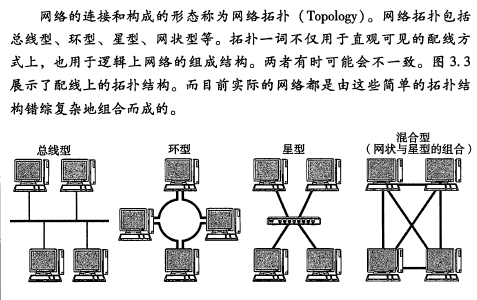 网络的连接和构成的形态称为网络拓扑（Topology）。网络拓扑包括
总线型、环型、星型、网状型等。拓扑一词不仅用于直观可见的配线方
式上，也用于逻辑上网络的组成结构。两者有时可能会不一致。图 3.3
展示了配线上的拓扑结构。而目前实际的网络都是由这些简单的拓扑结
构错综复杂地组合而成的。
总线型
环型
星型
混合型
（网状与星型的组合）